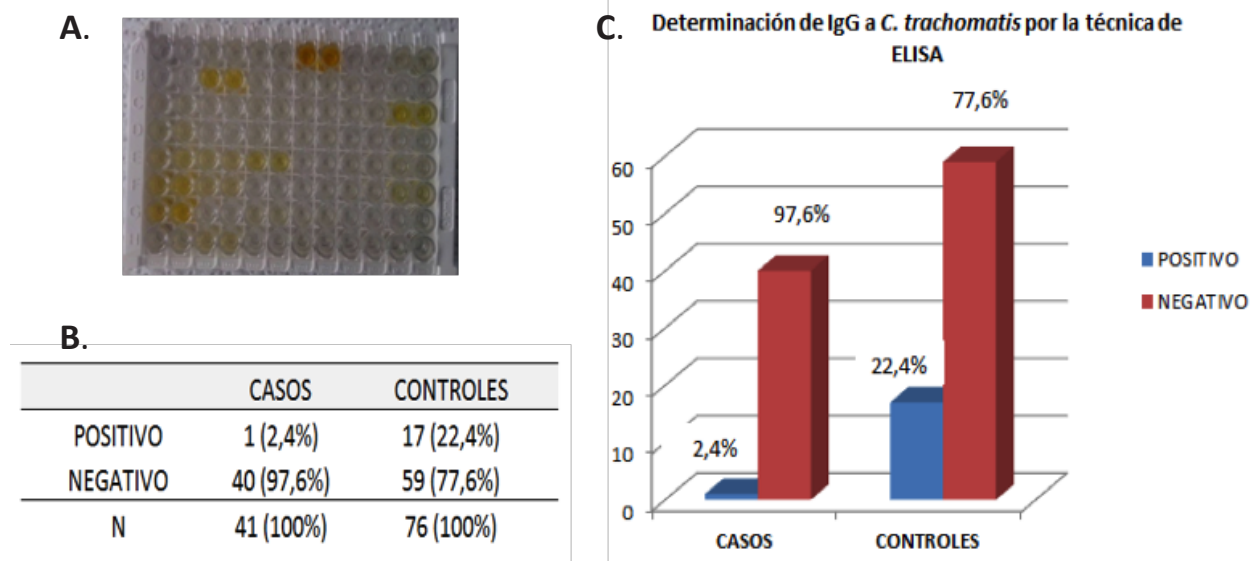 A.
B.
CASOS CONTROLES
POSITIVO 1 (2,4%) 17 (22,4%)
NEGATIVO 40 (97,6%) 59 (77,6%)
N 41 (100%) 76 (100%)
C.
Determinación de IgG a C. trachomatis por la técnica de
ELISA
77,6%
97,6%
22,4%
2,4%
60
50
40
30
20
10
0
CASOS CONTROLES
POSITIVO
NEGATIVO